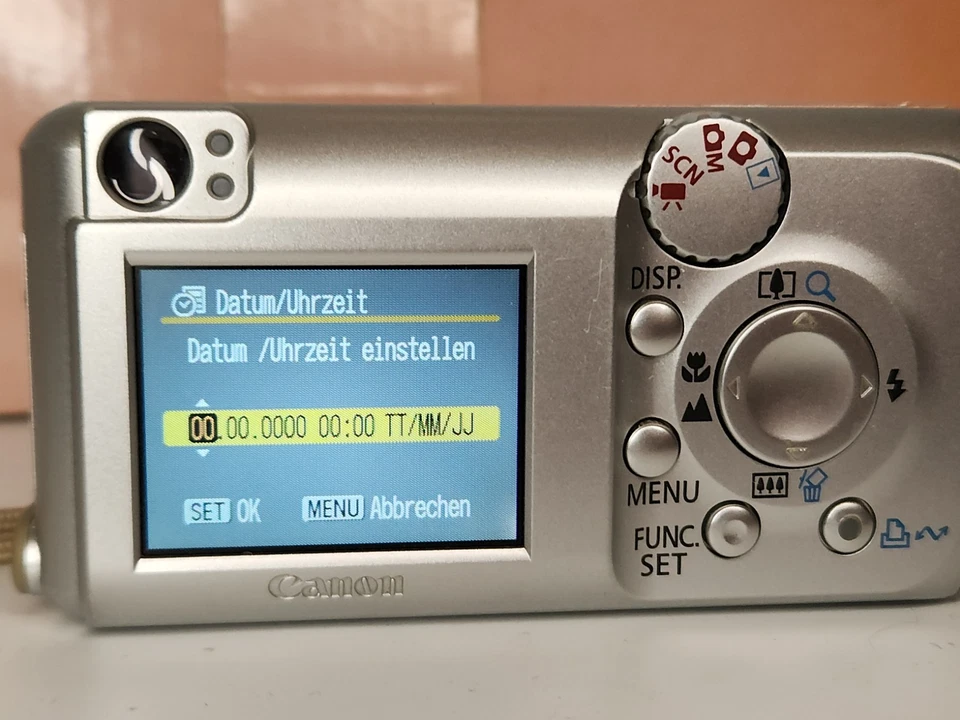 SCN
M
Datum/Uhrzeit
Datum /Uhrzeit einstellen
00.00.0000 00:00 TT/MM/JJ
SET OK MENU Abbrechen
Canon
DISP.
MENU
FUNC.
SET